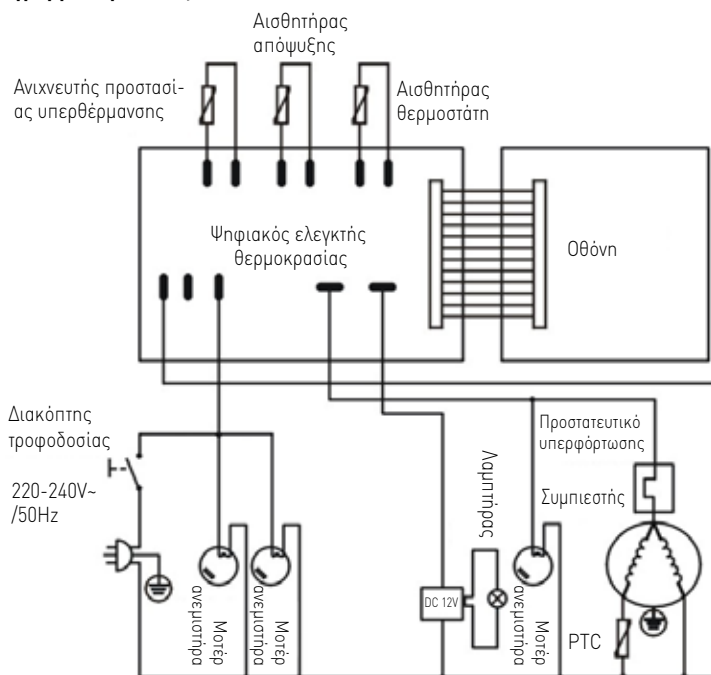 Αισθητήρας
απόψυξης
Ανιχνευτής προστασί-
ας υπερθέρμανσης
Αισθητήρας
θερμοστάτη
Ψηφιακός ελεγκτής
θερμοκρασίας
Οθόνη
Διακόπτης
τροφοδοσίας
220-240V~
/50Hz
Προστατευτικό
υπερφόρτωσης
Λαμπτήρας
Συμπιεστής
DC 12V
Μοτέρ
ανεμιστήρα
Μοτέρ
ανεμιστήρα
Μοτέρ
ανεμιστήρα
PTC